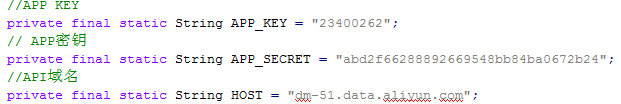 //APP KEY
private final static String APP_KEY = "23400262";
// APP密钥
private final static String APP_SECRET = "abd2f66288892669548bb84ba0672b24";
//API域名
private final static String HOST = "dm-51.data.aliyun.com";